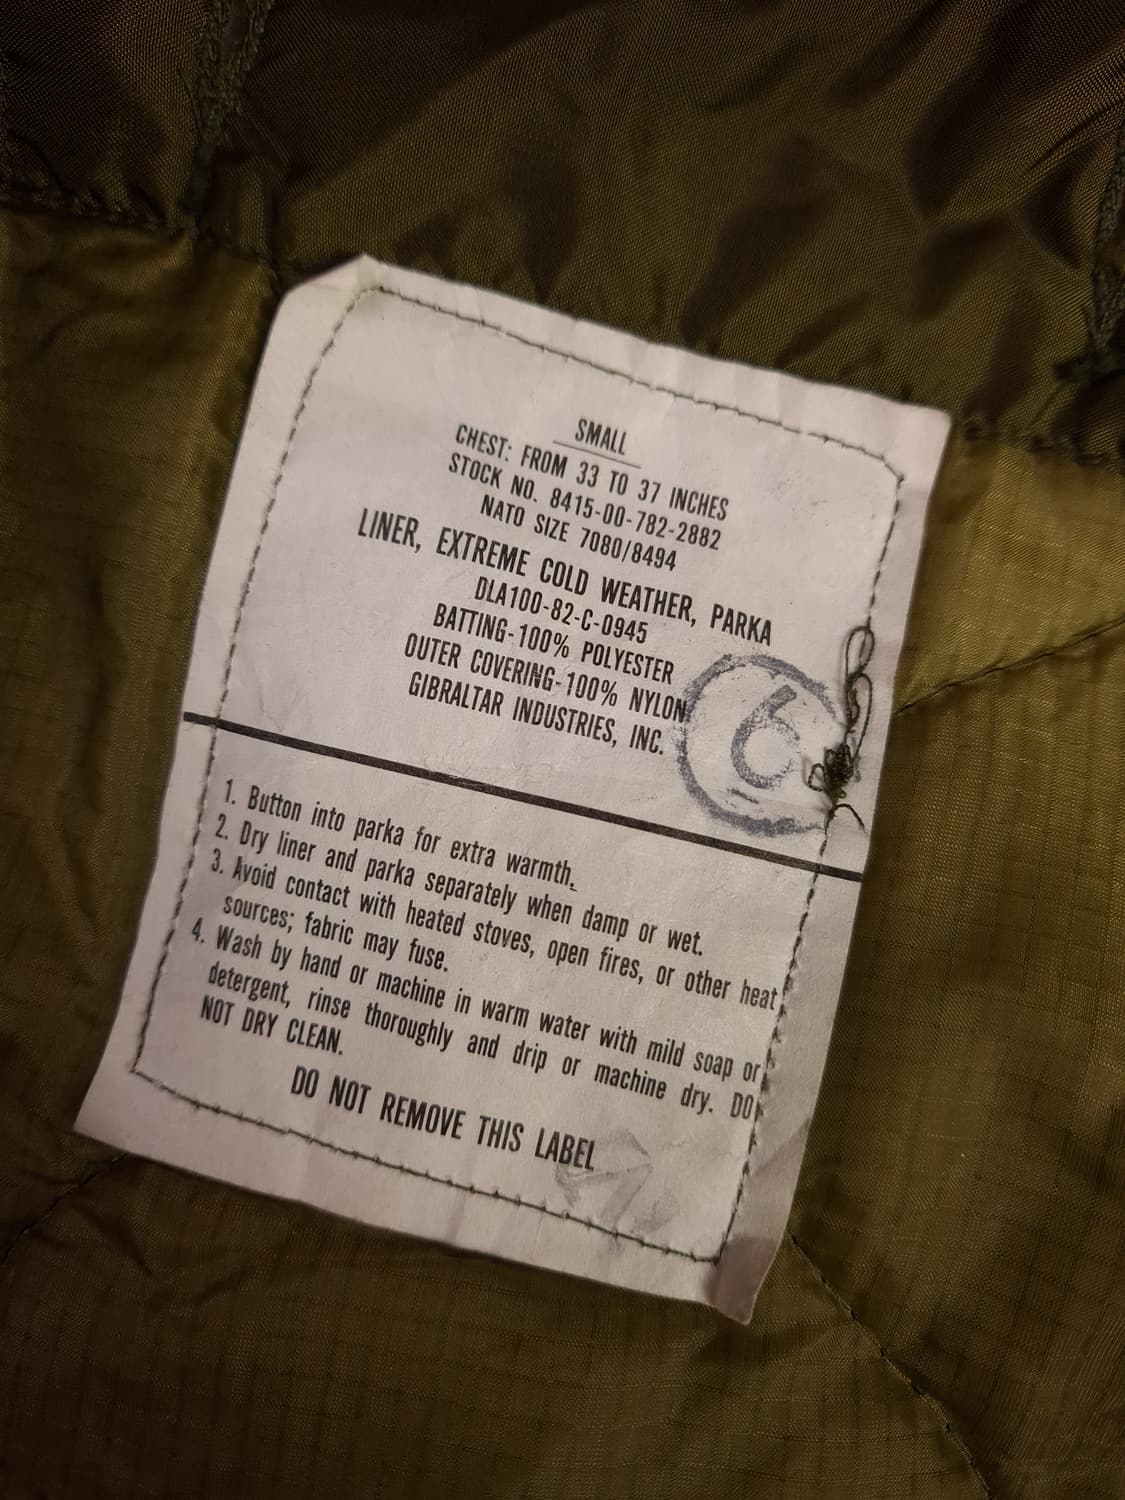 SMALL
CHEST: FROM 33 TO 37 INCHES
STOCK NO. 8415-00-782-2882
NATO SIZE 7080/8494
LINER, EXTREME COLD WEATHER, PARKA
DLA100-82-C-0945
BATTING-100% POLYESTER
OUTER COVERING-100% NYLON
GIBRALTAR INDUSTRIES, INC.
6
1. Button into parka for extra warmth.
2. Dry liner and parka separately when damp or wet.
3. Avoid contact with heated stoves, open fires, or other heat
sources; fabric may fuse.
4. Wash by hand or machine in warm water with mild soap or
detergent, rinse thoroughly and drip or machine dry. DO
NOT DRY CLEAN.
DO NOT REMOVE THIS LABEL